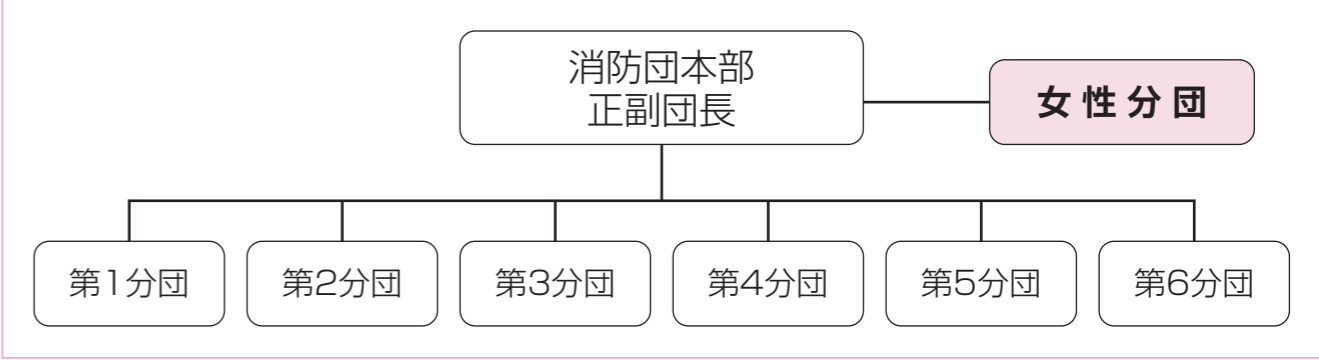 消防団本部
正副団長
女性分団
第1分団
第2分団
第3分団
第4分団
第5分団
第6分団